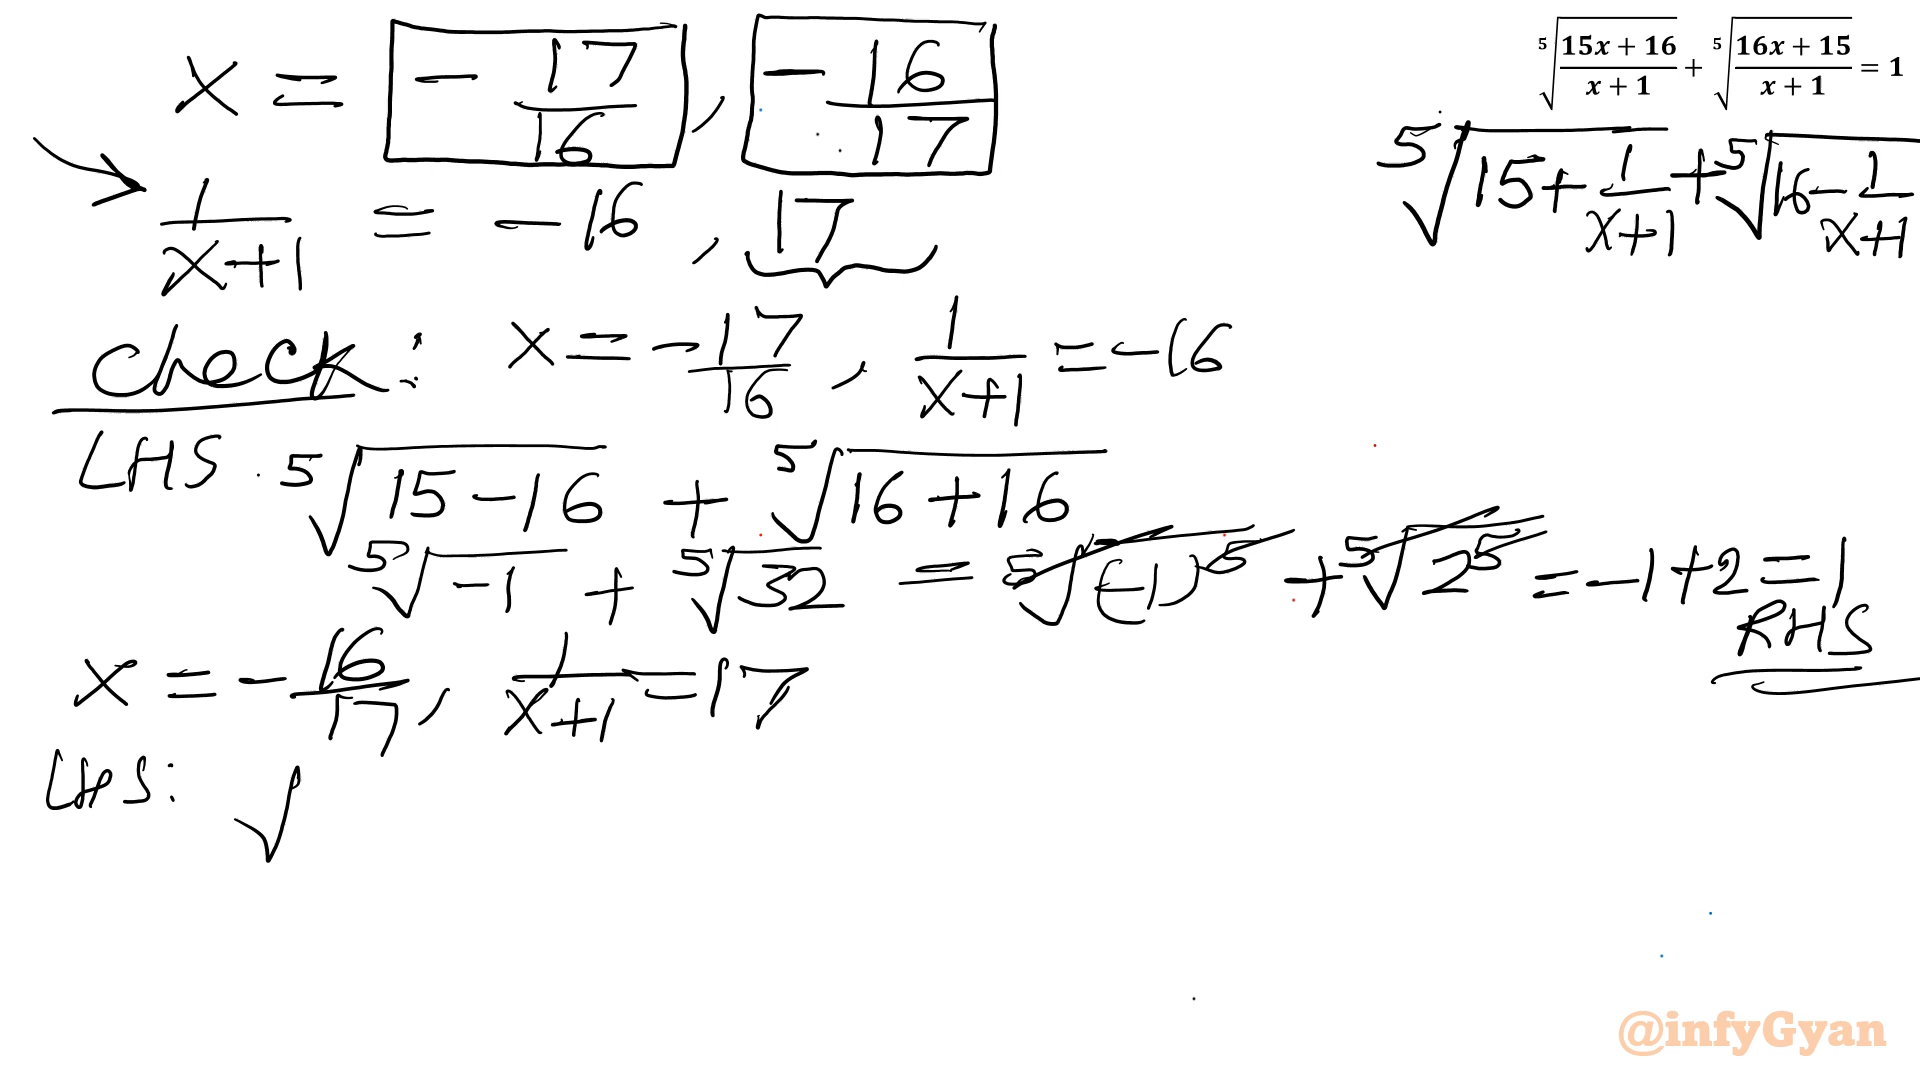 x = -17/16 , -16/17
⁵√((15x + 16)/(x + 1)) + ⁵√((16x + 15)/(x + 1)) = 1
⁵√(15+1/(x+1)) + ⁵√(16-1/(x+1))
1/(x+1) = -16 , 17
Check: x = -17/16 , 1/(x+1) = -16
LHS ⁵√(15-16) + ⁵√(16+16)
⁵√(-1) + ⁵√32 = ⁵√((-1)⁵) + ⁵√(2⁵) = -1+2 = 1
RHS
x = -16/17 , 1/(x+1) = 17
LHS: √
@infyGyan